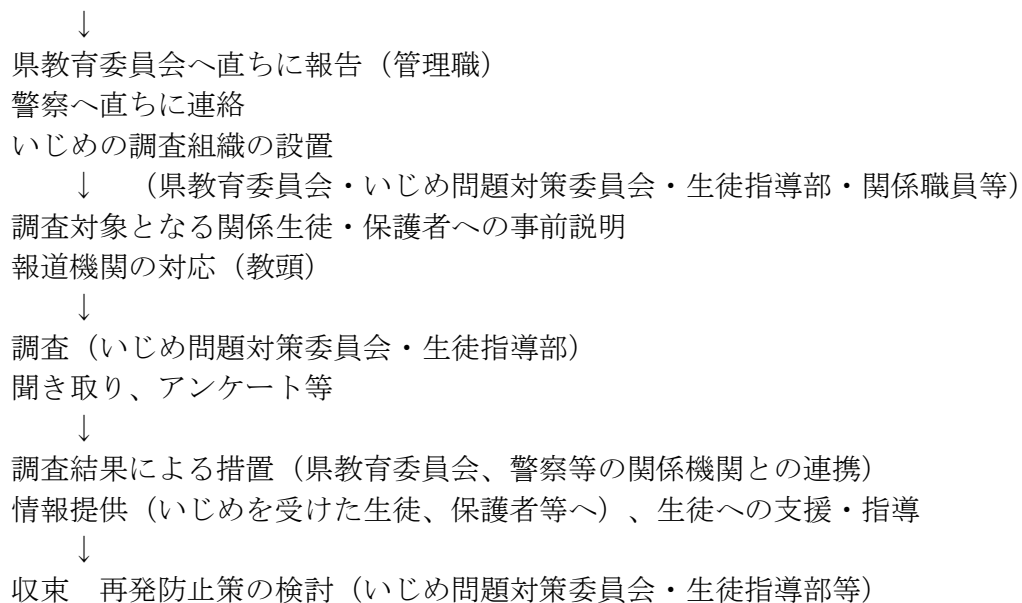 ↓
県教育委員会へ直ちに報告（管理職）
警察へ直ちに連絡
いじめの調査組織の設置
↓　（県教育委員会・いじめ問題対策委員会・生徒指導部・関係職員等）
調査対象となる関係生徒・保護者への事前説明
報道機関の対応（教頭）
↓
調査（いじめ問題対策委員会・生徒指導部）
聞き取り、アンケート等
↓
調査結果による措置（県教育委員会、警察等の関係機関との連携）
情報提供（いじめを受けた生徒、保護者等へ）、生徒への支援・指導
↓
収束　再発防止策の検討（いじめ問題対策委員会・生徒指導部等）